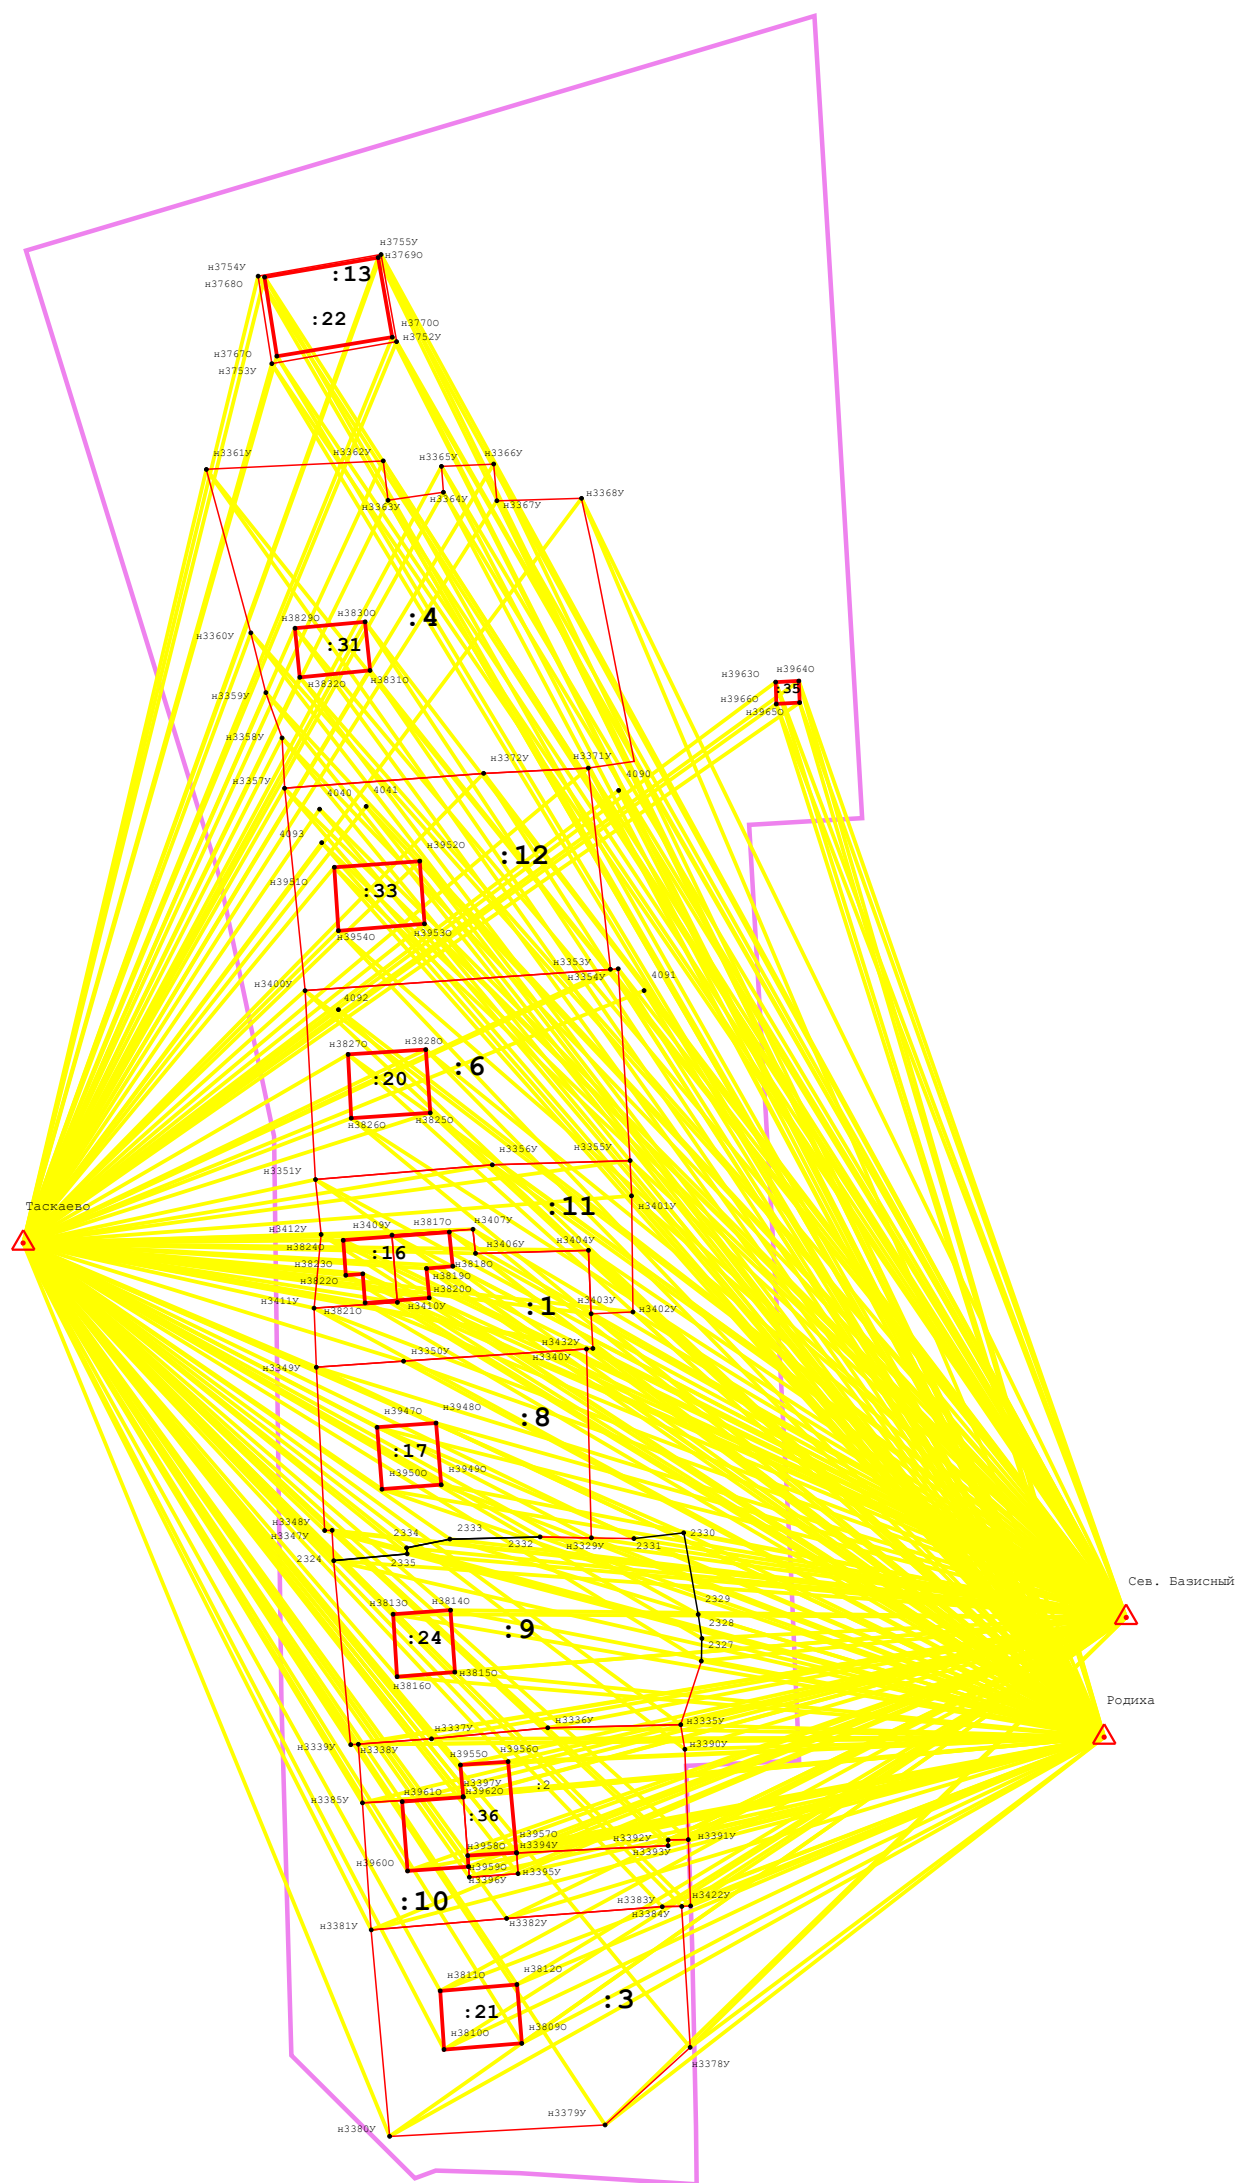 н3755У
н3769О
н3754У
:13
н3768О
:22
н3770О
н3752У
н3767О
н3753У
н3361У
н3362У
н3365У
н3366У
н3363У
н3364У
н3367У
н3368У
н3829О
н3830О
:4
н3360У
:31
н3832О
н3831О
н3963О
н3964О
:35
н3966О
н3965О
н3359У
н3358У
н3372У
н3371У
н3357У
4090
4040
4041
4093
н3952О
:12
н3951О
:33
н3954О
н3953О
н3353У
н3354У
4091
н3400У
4092
н3827О
н3828О
:6
:20
н3826О
н3825О
н3356У
н3355У
н3351У
Таскаево
:11
н3401У
н3412У
н3409У
н3817О
н3407У
н3824О
:16
н3406У
н3404У
н3823О
н3818О
н3822О
н3819О
н3820О
н3411У
н3821О
н3410У
:1
н3403У
н3402У
н3432У
н3350У
н3340У
н3349У
н3947О
н3948О
:8
:17
н3950О
н3949О
н3348У
н3347У
2334
2333
2332
н3329У
2331
2330
2324
2335
Сев. Базисный
н3813О
н3814О
2329
:24
:9
2328
2327
н3816О
н3815О
Родиха
н3339У
н3338У
н3337У
н3336У
н3335У
н3390У
н3955О
н3956О
н3397У
:2
н3385У
н3961О
н3962О
:36
н3957О
н3392У
н3391У
н3958О
н3394У
н3393У
н3960О
н3959О
н3395У
н3396У
:10
н3383У
н3422У
н3384У
н3381У
н3382У
н3811О
н3812О
:3
:21
н3810О
н3809О
н3378У
н3379У
н3380У